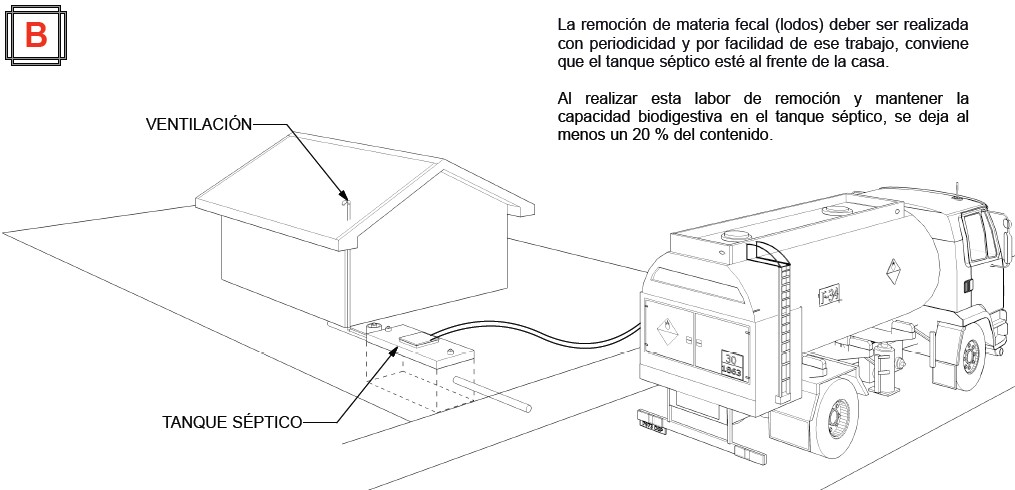 B
La remoción de materia fecal (lodos) deber ser realizada
con periodicidad y por facilidad de ese trabajo, conviene
que el tanque séptico esté al frente de la casa.
Al realizar esta labor de remoción y mantener la
capacidad biodigestiva en el tanque séptico, se deja al
menos un 20 % del contenido.
VENTILACIÓN
F-34
30
1863
TANQUE SÉPTICO